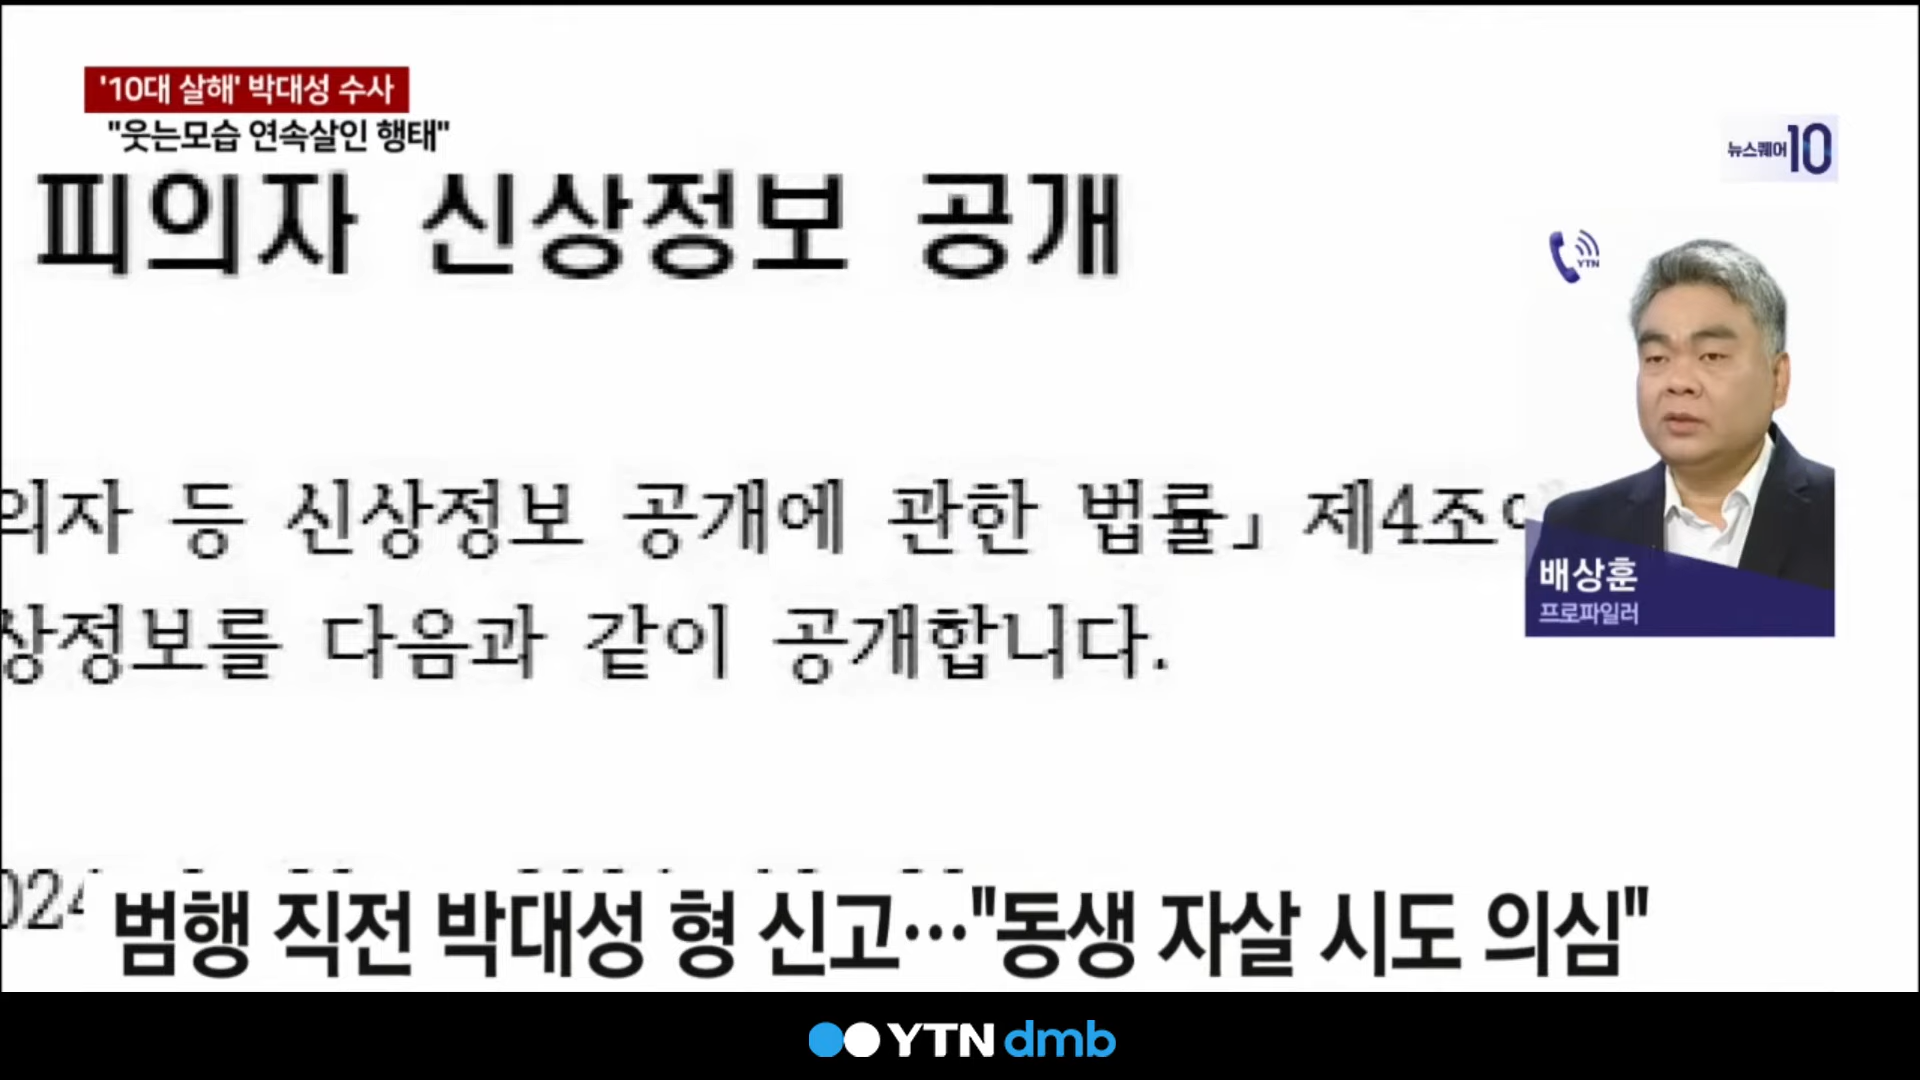 '10대 살해' 박대성 수사
"웃는모습 연속살인 행태"
뉴스퀘어10
피의자 신상정보 공개
YTN
의자 등 신상정보 공개에 관한 법률」 제4조
상정보를 다음과 같이 공개합니다.
배상훈
프로파일러
범행 직전 박대성 형 신고…"동생 자살 시도 의심"
YTN dmb